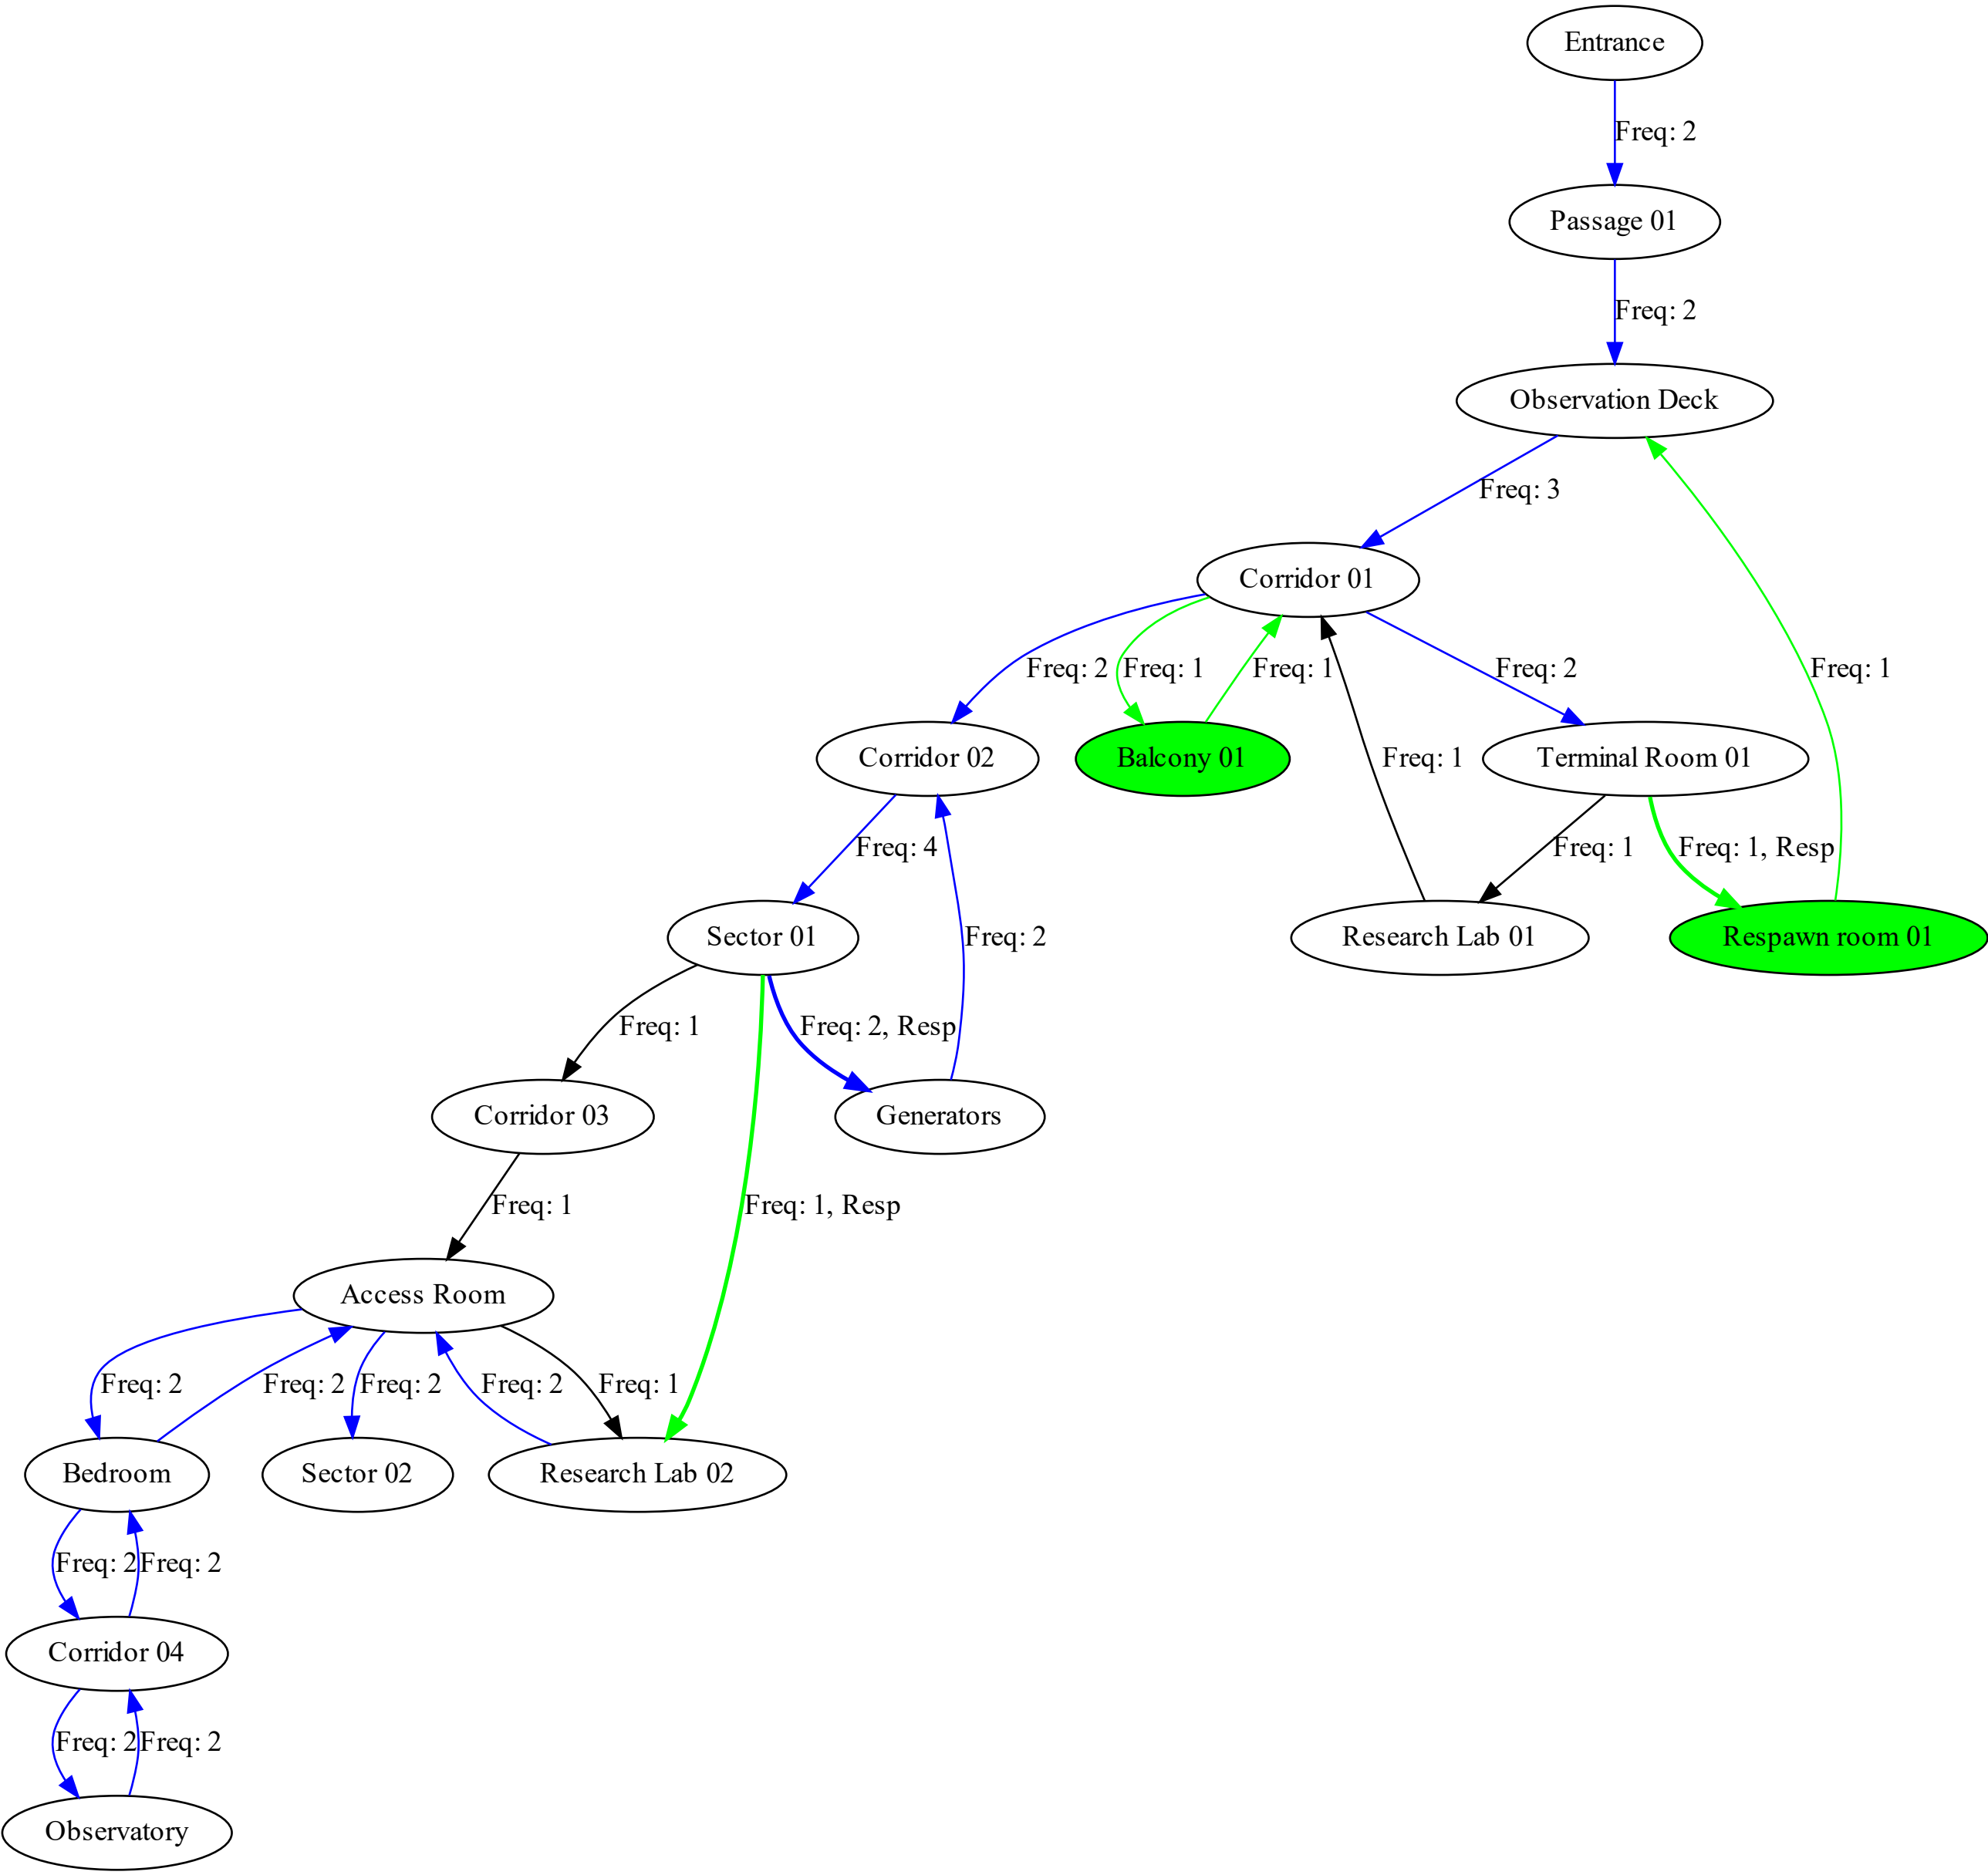 Entrance
Freq: 2
Passage 01
Freq: 2
Observation Deck
Freq: 3
Corridor 01
Freq: 2
Freq: 1
Freq: 1
Freq: 2
Freq: 1
Corridor 02
Balcony 01
Freq: 1
Terminal Room 01
Freq: 4
Freq: 1
Freq: 1, Resp
Sector 01
Freq: 2
Research Lab 01
Respawn room 01
Freq: 1
Freq: 2, Resp
Corridor 03
Generators
Freq: 1
Freq: 1, Resp
Access Room
Freq: 2
Freq: 2
Freq: 2
Freq: 2
Freq: 1
Bedroom
Sector 02
Research Lab 02
Freq: 2
Freq: 2
Corridor 04
Freq: 2
Freq: 2
Observatory